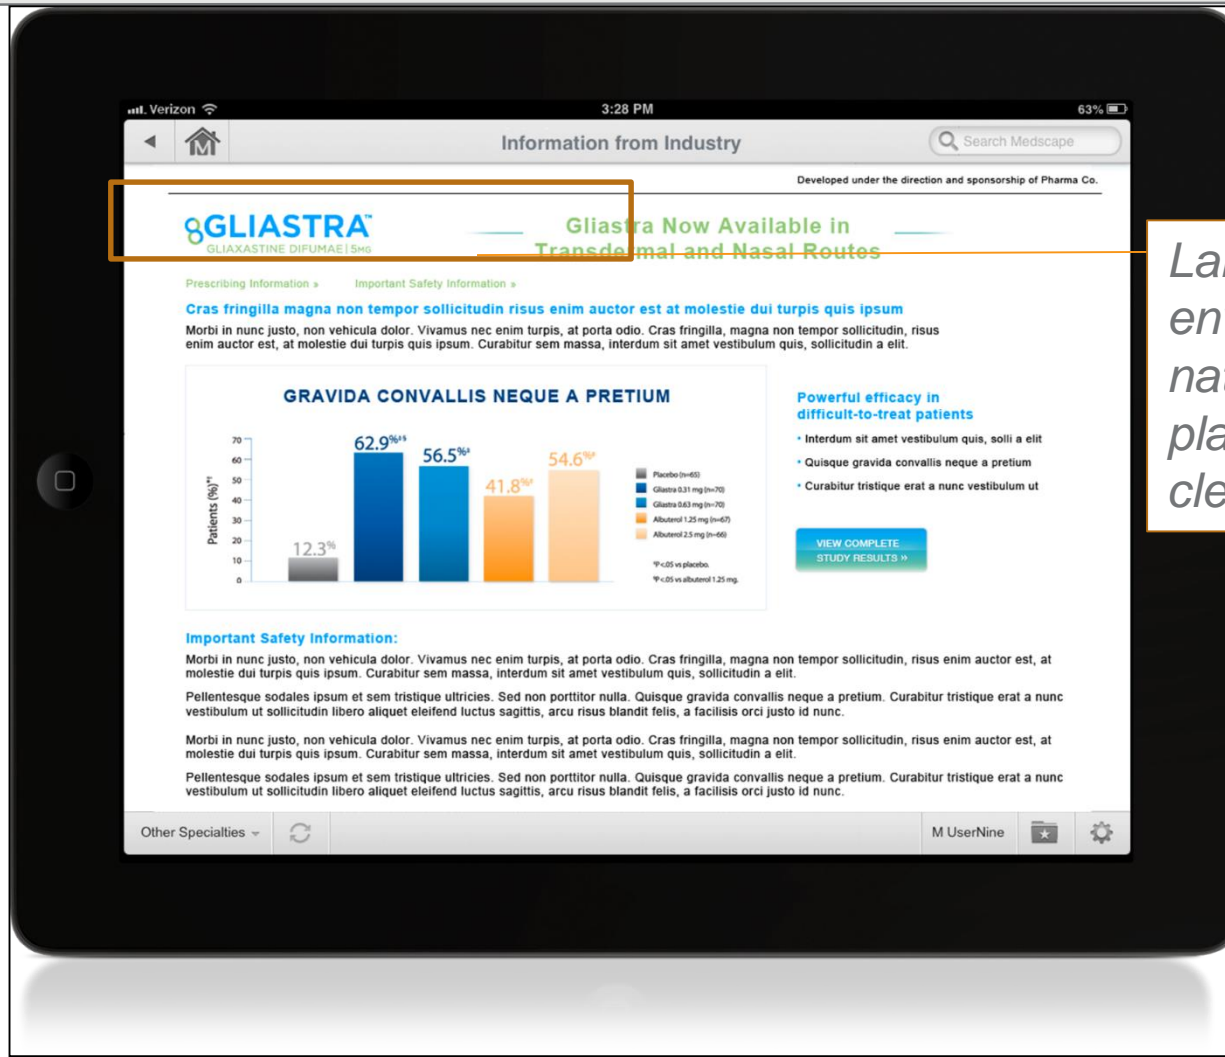 Verizon 3:28 PM 63%
Information from Industry
Search Medscape
Developed under the direction and sponsorship of Pharma Co.
GLIASTRA™
GLIAXASTINE DIFUMAE | 5MG
Gliastra Now Available in
Transdermal and Nasal Routes
Prescribing Information » Important Safety Information »
Cras fringilla magna non tempor sollicitudin risus enim auctor est at molestie dui turpis quis ipsum
Morbi in nunc justo, non vehicula dolor. Vivamus nec enim turpis, at porta odio. Cras fringilla, magna non tempor sollicitudin, risus
enim auctor est, at molestie dui turpis quis ipsum. Curabitur sem massa, interdum sit amet vestibulum quis, sollicitudin a elit.
GRAVIDA CONVALLIS NEQUE A PRETIUM
Patients (%)*†
70
60
50
40
30
20
10
0
12.3%
62.9%
56.5%
41.8%
54.6%
Placebo (n=65)
Gliastra 0.31 mg (n=70)
Gliastra 0.63 mg (n=70)
Albuterol 1.25 mg (n=67)
Albuterol 2.5 mg (n=66)
P<.05 vs placebo.
P<.05 vs albuterol 1.25 mg.
Powerful efficacy in
difficult-to-treat patients
• Interdum sit amet vestibulum quis, solli a elit
• Quisque gravida convallis neque a pretium
• Curabitur tristique erat a nunc vestibulum ut
VIEW COMPLETE
STUDY RESULTS »
Important Safety Information:
Morbi in nunc justo, non vehicula dolor. Vivamus nec enim turpis, at porta odio. Cras fringilla, magna non tempor sollicitudin, risus enim auctor est, at
molestie dui turpis quis ipsum. Curabitur sem massa, interdum sit amet vestibulum quis, sollicitudin a elit.
Pellentesque sodales ipsum et sem tristique ultricies. Sed non porttitor nulla. Quisque gravida convallis neque a pretium. Curabitur tristique erat a nunc
vestibulum ut sollicitudin libero aliquet eleifend luctus sagittis, arcu risus blandit felis, a facilisis orci justo id nunc.
Morbi in nunc justo, non vehicula dolor. Vivamus nec enim turpis, at porta odio. Cras fringilla, magna non tempor sollicitudin, risus enim auctor est, at
molestie dui turpis quis ipsum. Curabitur sem massa, interdum sit amet vestibulum quis, sollicitudin a elit.
Pellentesque sodales ipsum et sem tristique ultricies. Sed non porttitor nulla. Quisque gravida convallis neque a pretium. Curabitur tristique erat a nunc
vestibulum ut sollicitudin libero aliquet eleifend luctus sagittis, arcu risus blandit felis, a facilisis orci justo id nunc.
Other Specialties
M UserNine